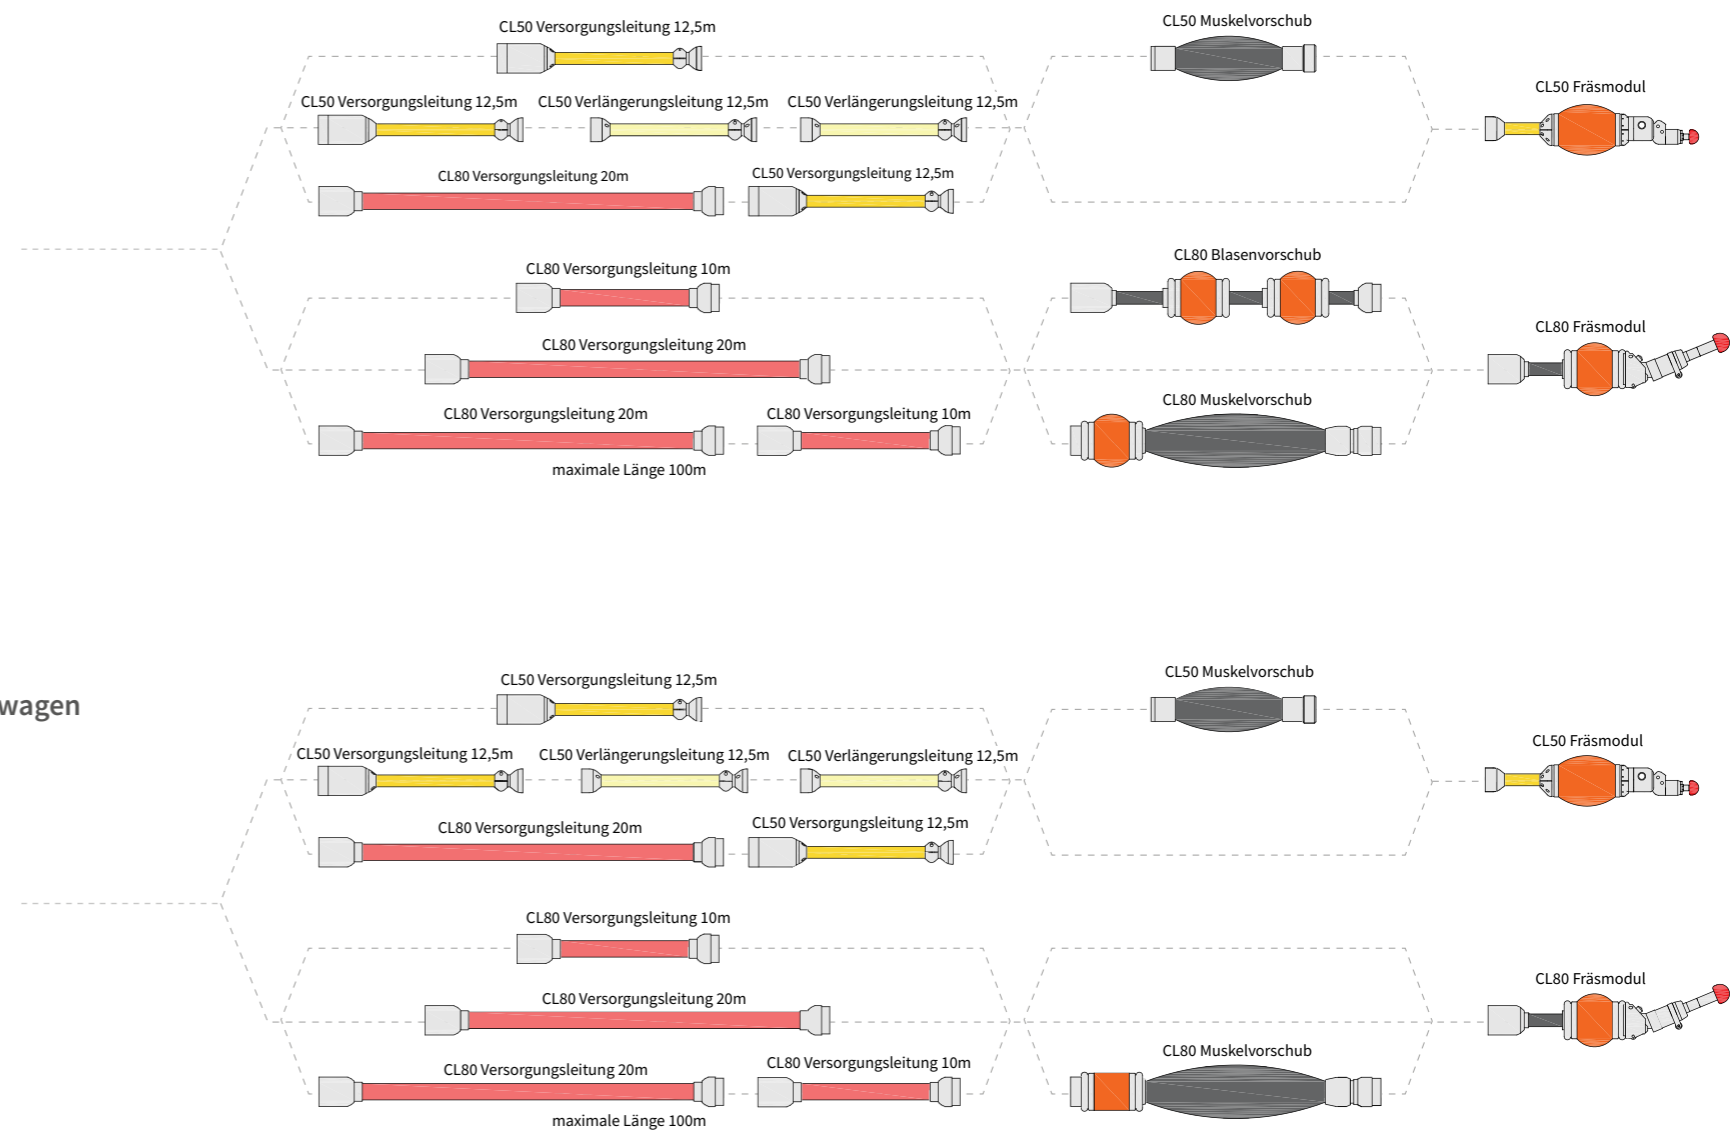 CL50 Versorgungsleitung 12,5m
CL50 Muskelvorschub
CL50 Versorgungsleitung 12,5m
CL50 Verlängerungsleitung 12,5m
CL50 Verlängerungsleitung 12,5m
CL50 Fräsmodul
CL80 Versorgungsleitung 20m
CL50 Versorgungsleitung 12,5m
CL80 Versorgungsleitung 10m
CL80 Blasenvorschub
CL80 Versorgungsleitung 20m
CL80 Fräsmodul
CL80 Versorgungsleitung 20m
CL80 Versorgungsleitung 10m
CL80 Muskelvorschub
maximale Länge 100m
wagen
CL50 Versorgungsleitung 12,5m
CL50 Muskelvorschub
CL50 Versorgungsleitung 12,5m
CL50 Verlängerungsleitung 12,5m
CL50 Verlängerungsleitung 12,5m
CL50 Fräsmodul
CL80 Versorgungsleitung 20m
CL50 Versorgungsleitung 12,5m
CL80 Versorgungsleitung 10m
CL80 Versorgungsleitung 20m
CL80 Fräsmodul
CL80 Versorgungsleitung 20m
CL80 Versorgungsleitung 10m
CL80 Muskelvorschub
maximale Länge 100m